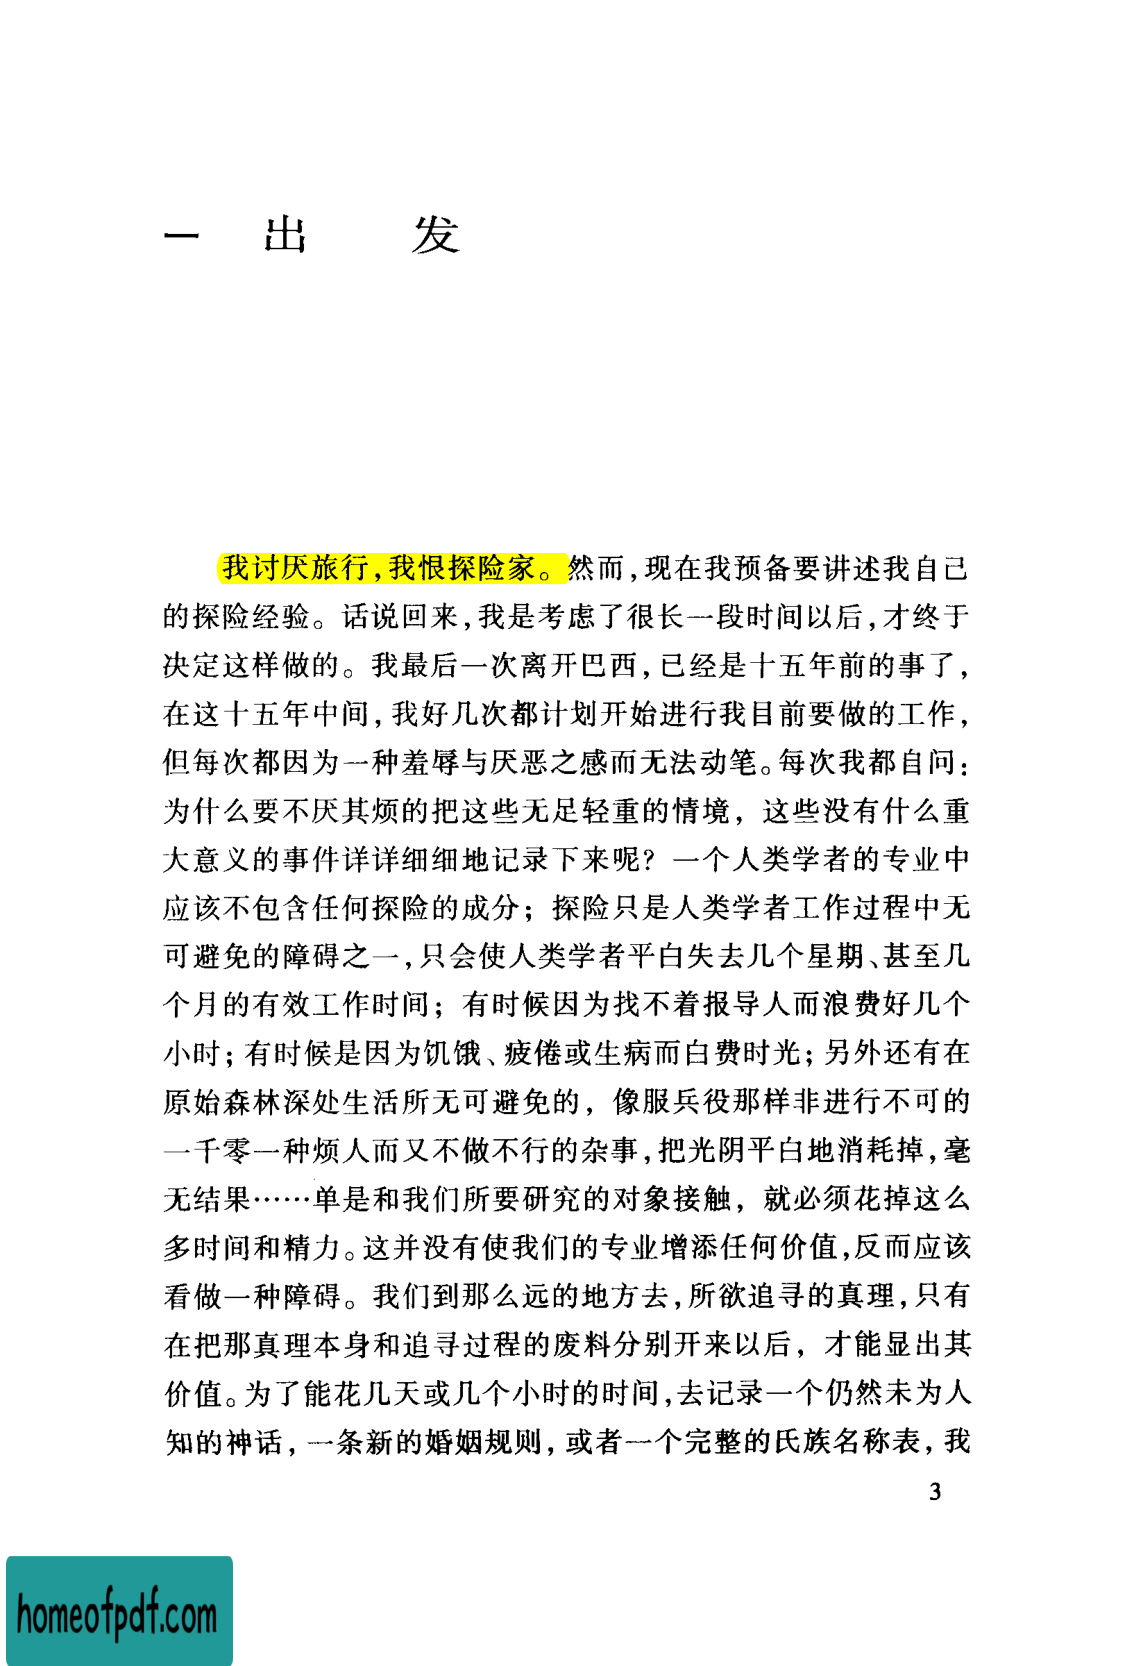 一 出 发
我讨厌旅行,我恨探险家。然而,现在我预备要讲述我自己
的探险经验。话说回来,我是考虑了很长一段时间以后,才终于
决定这样做的。我最后一次离开巴西,已经是十五年前的事了,
在这十五年中间,我好几次都计划开始进行我目前要做的工作,
但每次都因为一种羞辱与厌恶之感而无法动笔。每次我都自问:
为什么要不厌其烦的把这些无足轻重的情境,这些没有什么重
大意义的事件详详细细地记录下来呢?一个人类学者的专业中
应该不包含任何探险的成分;探险只是人类学者工作过程中无
可避免的障碍之一,只会使人类学者平白失去几个星期、甚至几
个月的有效工作时间;有时候因为找不着报导人而浪费好几个
小时;有时候是因为饥饿、疲倦或生病而白费时光;另外还有在
原始森林深处生活所无可避免的,像服兵役那样非进行不可的
一千零一种烦人而又不做不行的杂事,把光阴平白地消耗掉,毫
无结果……单是和我们所要研究的对象接触,就必须花掉这么
多时间和精力。这并没有使我们的专业增添任何价值,反而应该
看做一种障碍。我们到那么远的地方去,所欲追寻的真理,只有
在把那真理本身和追寻过程的废料分别开来以后,才能显出其
价值。为了能花几天或几个小时的时间,去记录一个仍然未为人
知的神话,一条新的婚姻规则,或者一个完整的氏族名称表,我
3
homeofpdf.com